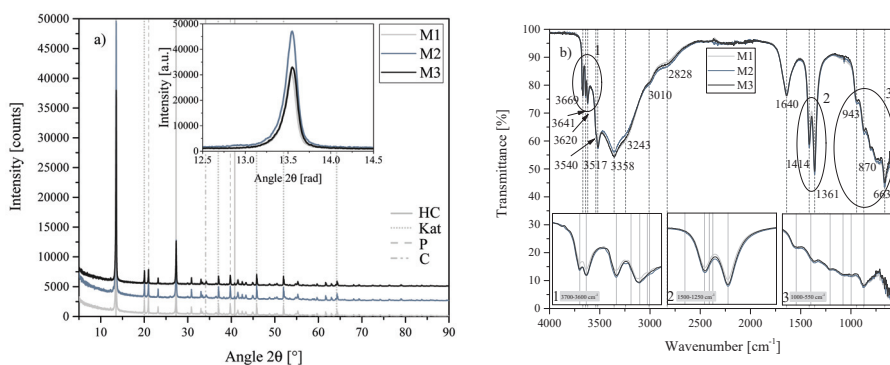 a)
50000
45000
40000
35000
30000
25000
20000
15000
10000
5000
0
Intensity [counts]
10 20 30 40 50 60 70 80 90
Angle 2θ [°]
M1
M2
M3
HC
Kat
P
C
50000
40000
30000
20000
10000
0
Intensity [a.u.]
12.5 13.0 13.5 14.0 14.5
Angle 2θ [rad]
b)
100
90
80
70
60
50
40
30
20
10
0
Transmittance [%]
4000 3500 3000 2500 2000 1500 1000
Wavenumber [cm-1]
M1
M2
M3
1
2
3
3669
3641
3620
3540
3517
3358
3243
3010
2828
1640
1414
1361
943
870
663
1 3700-3600 cm-1
2 1500-1250 cm-1
3 1000-550 cm-1